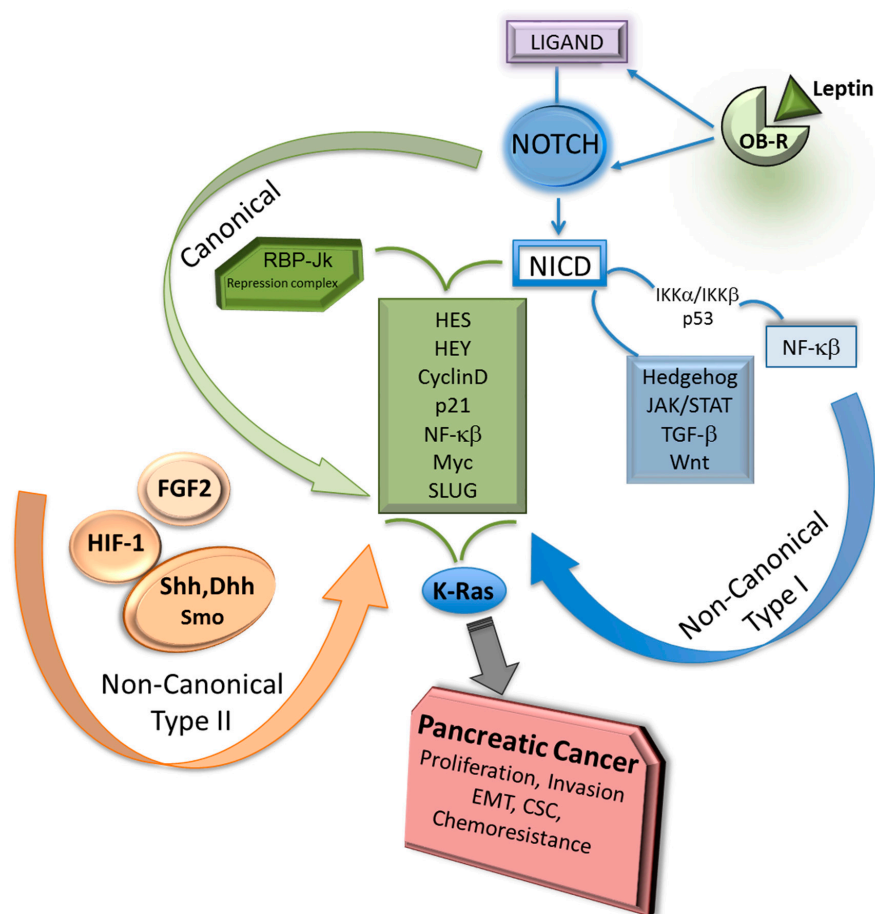 LIGAND
Leptin
OB-R
NOTCH
Canonical
RBP-Jk
Repression complex
NICD
IKKα/IKKβ
p53
NF-κβ
HES
HEY
CyclinD
p21
NF-κβ
Myc
SLUG
Hedgehog
JAK/STAT
TGF-β
Wnt
FGF2
HIF-1
Shh,Dhh
Smo
K-Ras
Non-Canonical
Type I
Non-Canonical
Type II
Pancreatic Cancer
Proliferation, Invasion
EMT, CSC,
Chemoresistance